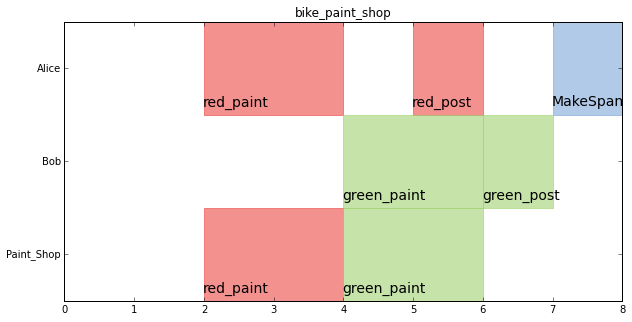 bike_paint_shop
Alice
red_paint
red_post
MakeSpan
Bob
green_paint
green_post
Paint_Shop
red_paint
green_paint
0 1 2 3 4 5 6 7 8